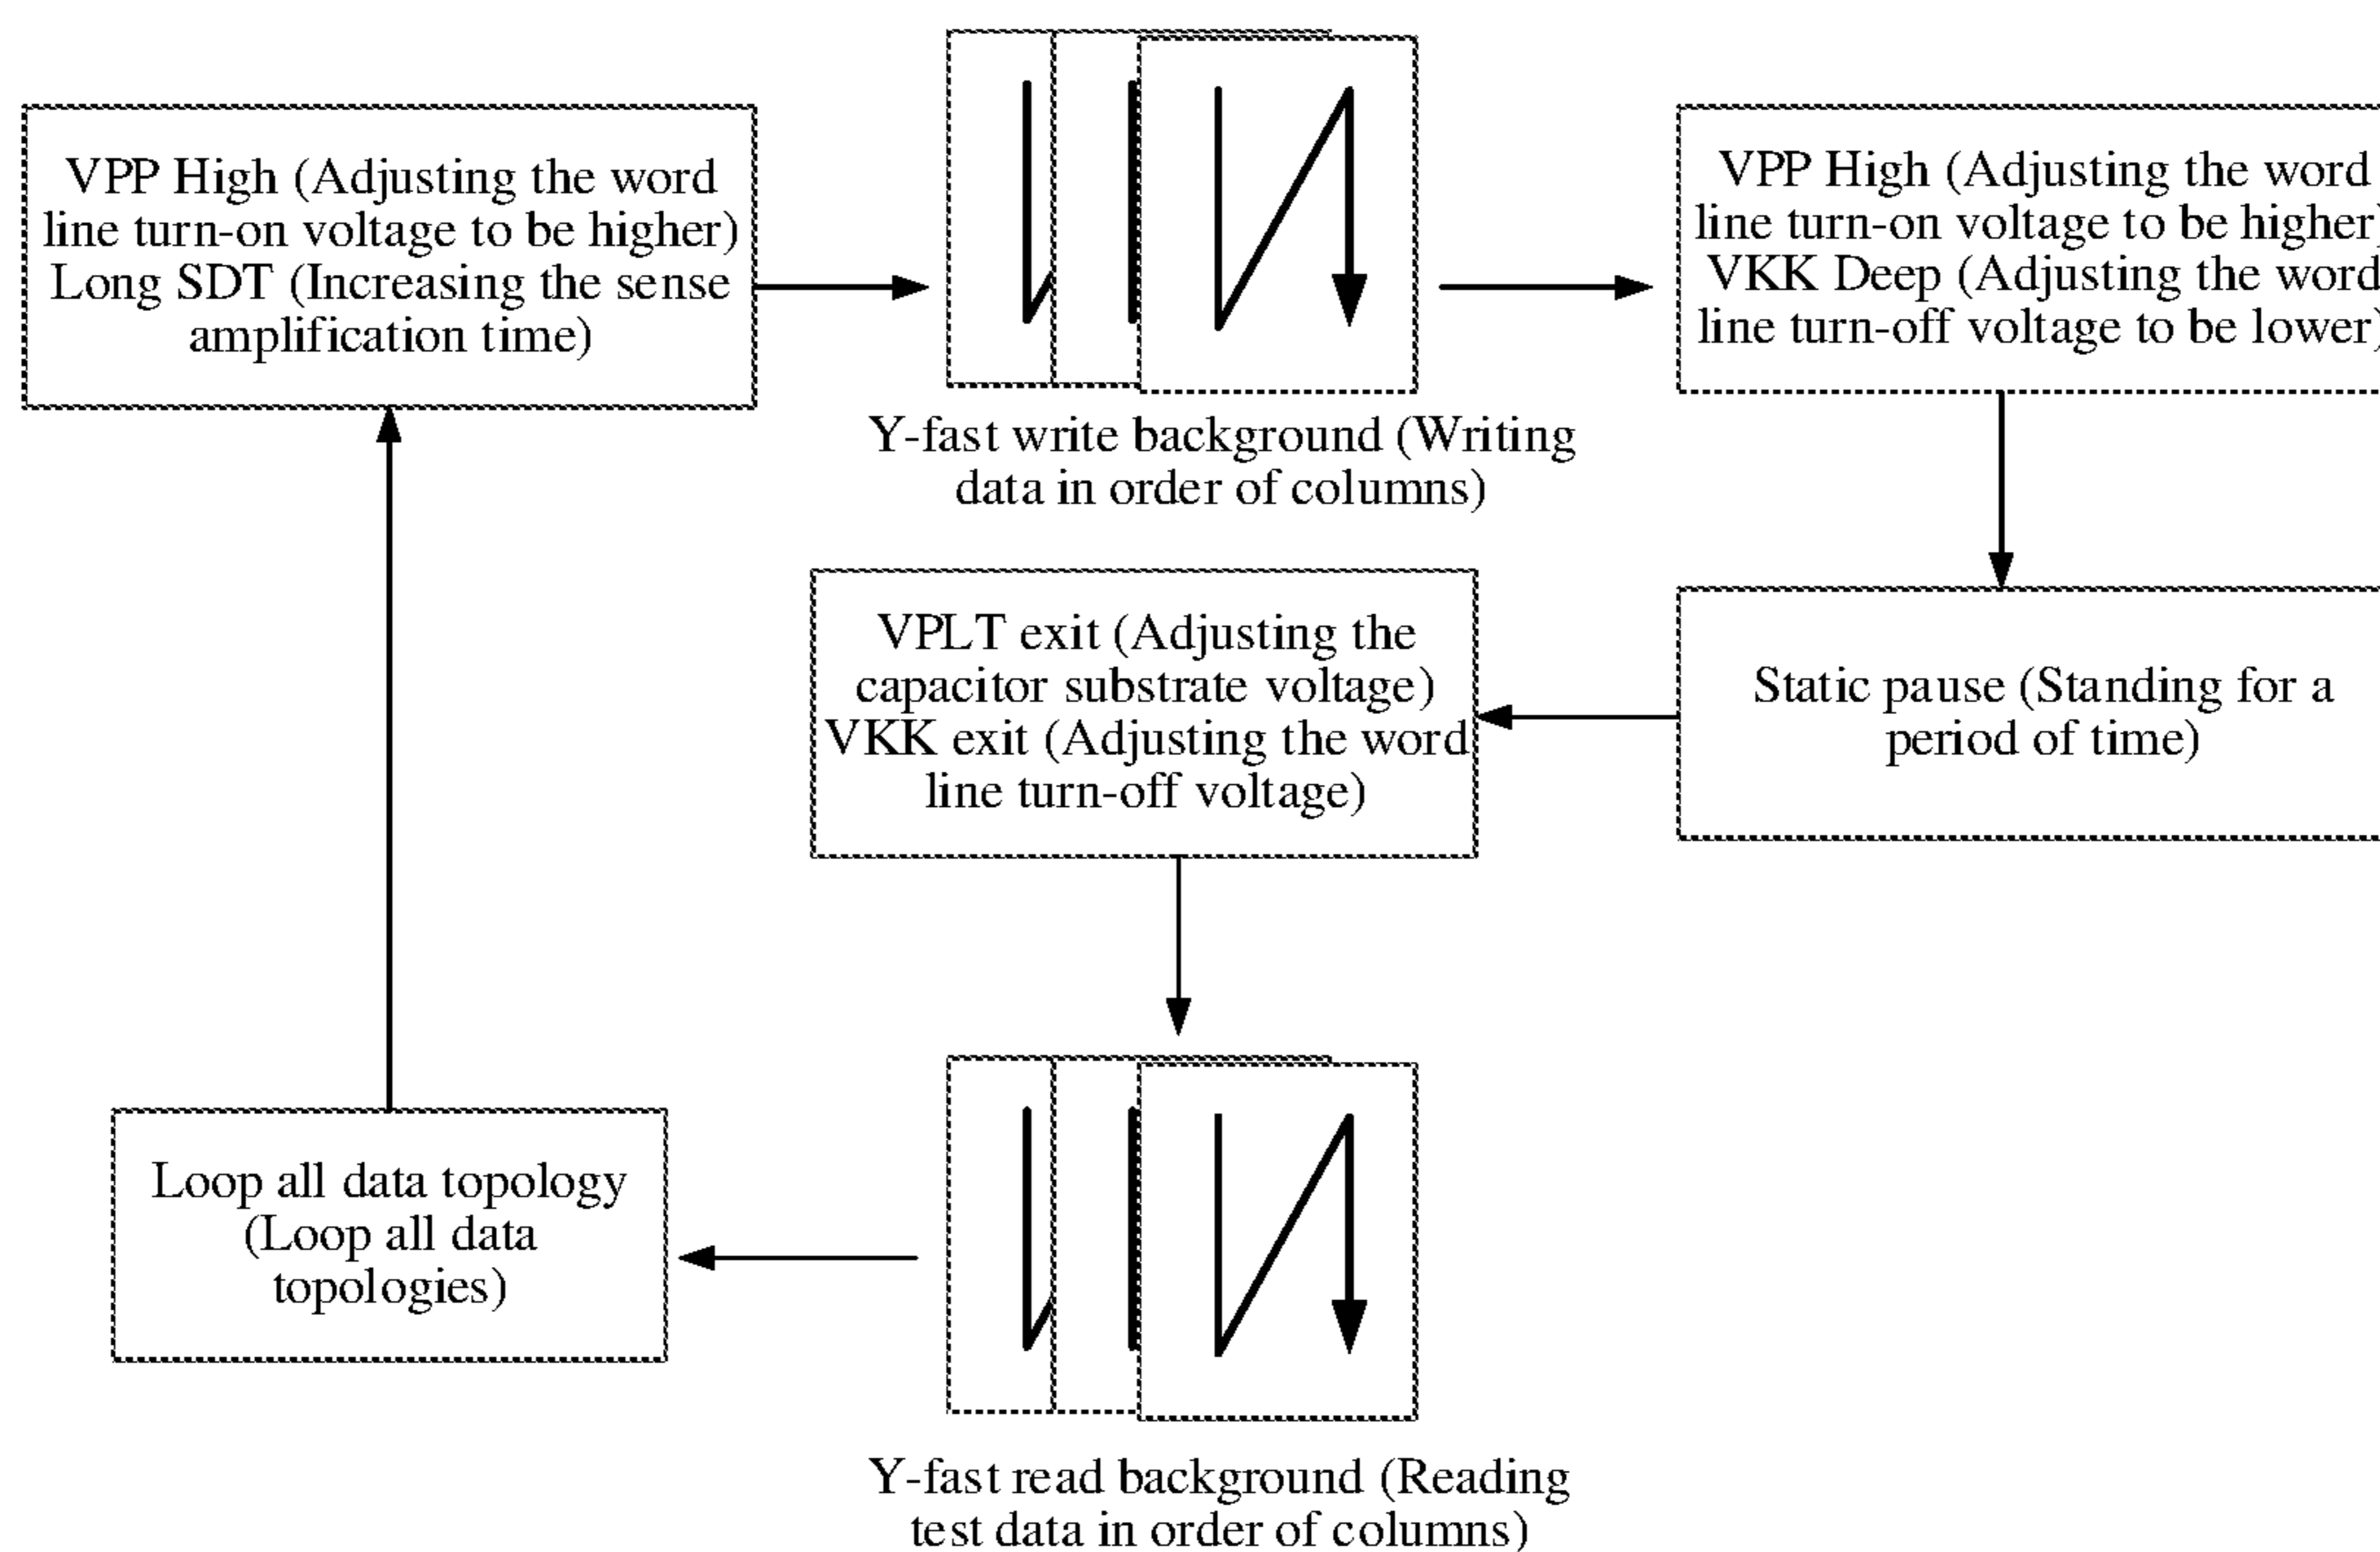 VPP High (Adjusting the word
line turn-on voltage to be higher)
Long SDT (Increasing the sense
amplification time)
Y-fast write background (Writing
data in order of columns)
VPP High (Adjusting the word
line turn-on voltage to be higher)
VKK Deep (Adjusting the word
line turn-off voltage to be lower)
Static pause (Standing for a
period of time)
VPLT exit (Adjusting the
capacitor substrate voltage)
VKK exit (Adjusting the word
line turn-off voltage)
Y-fast read background (Reading
test data in order of columns)
Loop all data topology
(Loop all data
topologies)